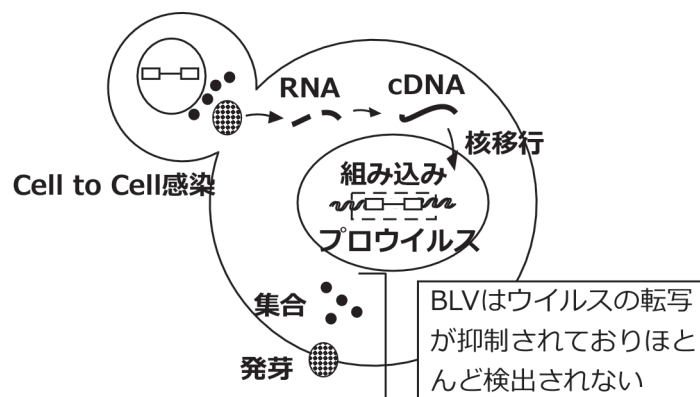 RNA
cDNA
核移行
Cell to Cell感染
組み込み
プロウイルス
集合
発芽
BLVはウイルスの転写
が抑制されておりほと
んど検出されない